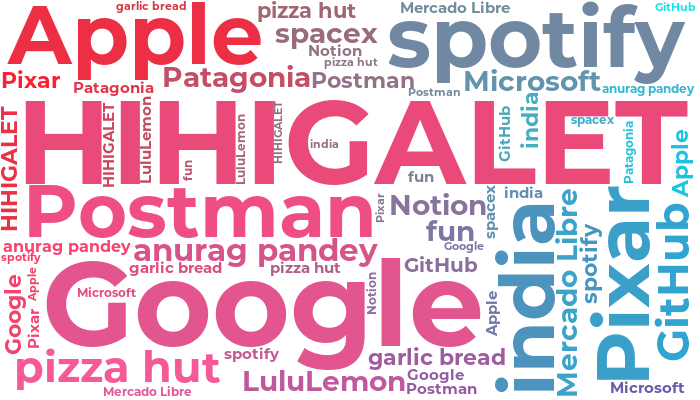 garlic bread
pizza hut
Mercado Libre
GitHub
Apple
spotify
spacex
Notion
pizza hut
Pixar
Patagonia
Patagonia
Postman
Microsoft
Postman
anurag pandey
HIHIGALET
HIHIGALET
HIHIGALET
LuluLemon
fun
LuluLemon
HIHIGALET
india
fun
GitHub
india
spacex
Patagonia
Apple
Postman
Pixar
Notion
spacex
india
fun
Google
anurag pandey
anurag pandey
spotify
garlic bread
pizza hut
GitHub
Google
Apple
Pixar
Microsoft
Google
Notion
Apple
india
Mercado Libre
spotify
Pixar
GitHub
pizza hut
spotify
garlic bread
Mercado Libre
LuluLemon
Google
Postman
Microsoft